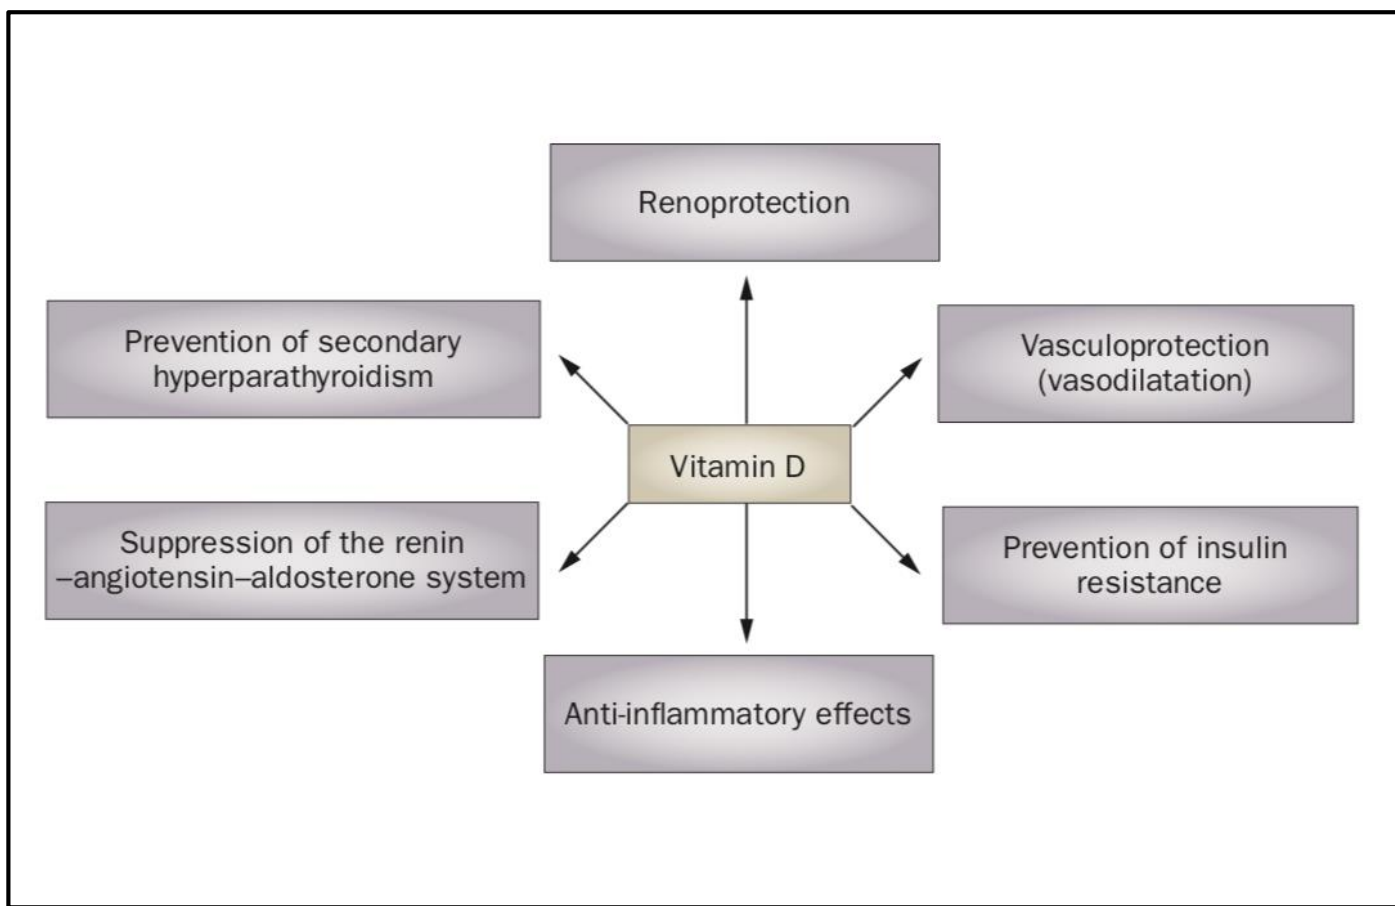 Renoprotection
Prevention of secondary
hyperparathyroidism
Vasculoprotection
(vasodilatation)
Vitamin D
Suppression of the renin
–angiotensin–aldosterone system
Prevention of insulin
resistance
Anti-inflammatory effects